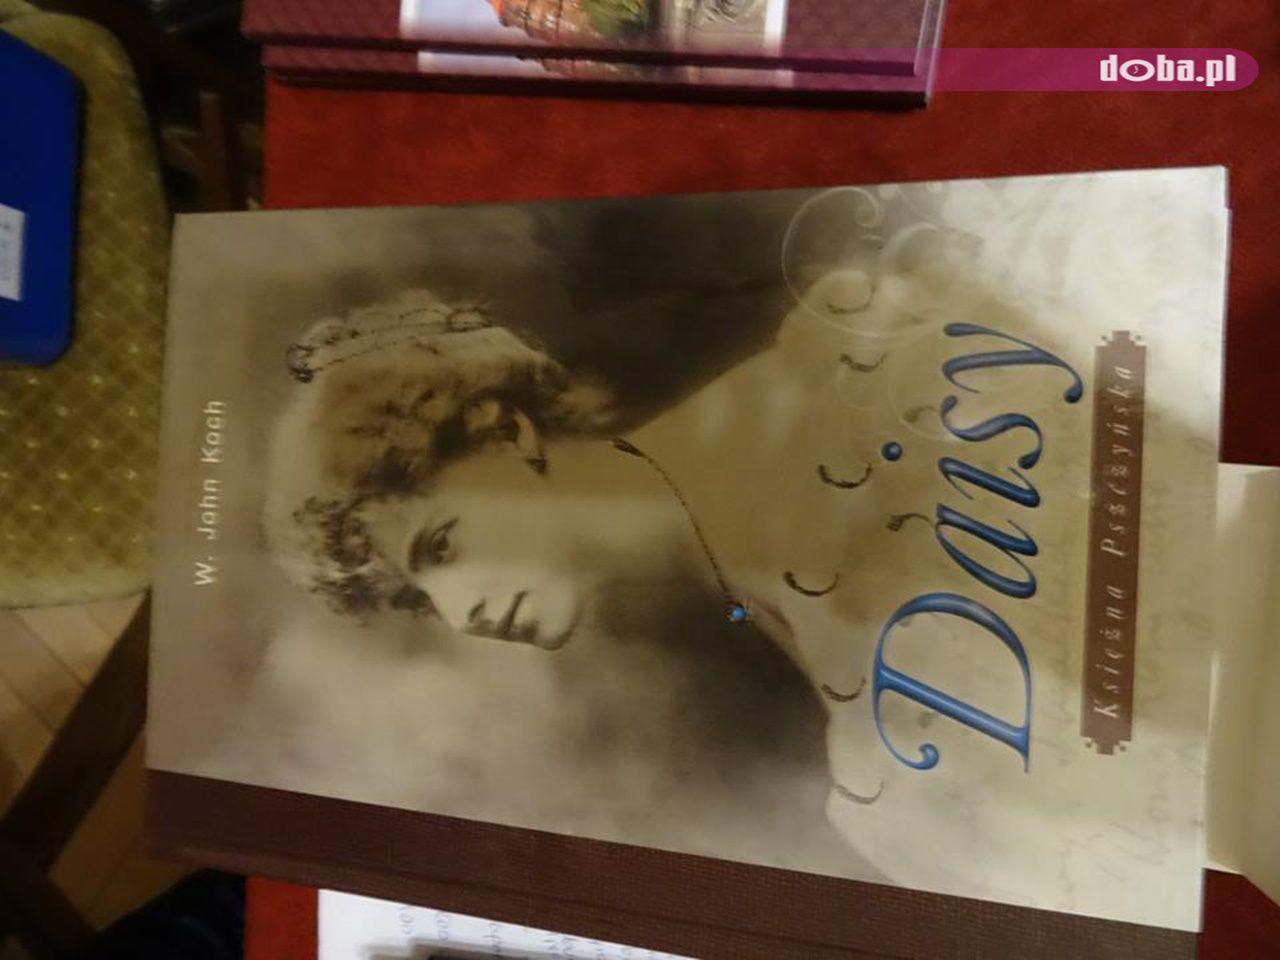 doba.pl
W. John Koch
Daisy
Księżna Pszczyńska